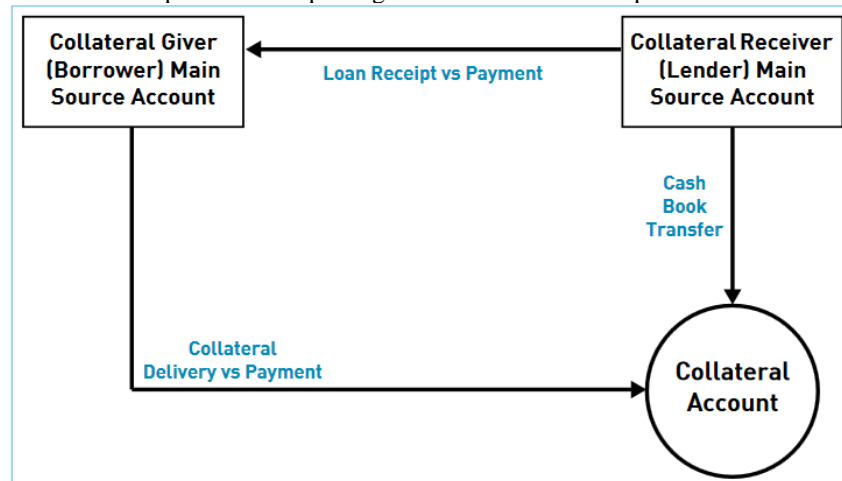 Collateral Giver
(Borrower) Main
Source Account
Loan Receipt vs Payment
Collateral Receiver
(Lender) Main
Source Account
Cash
Book
Transfer
Collateral
Delivery vs Payment
Collateral
Account